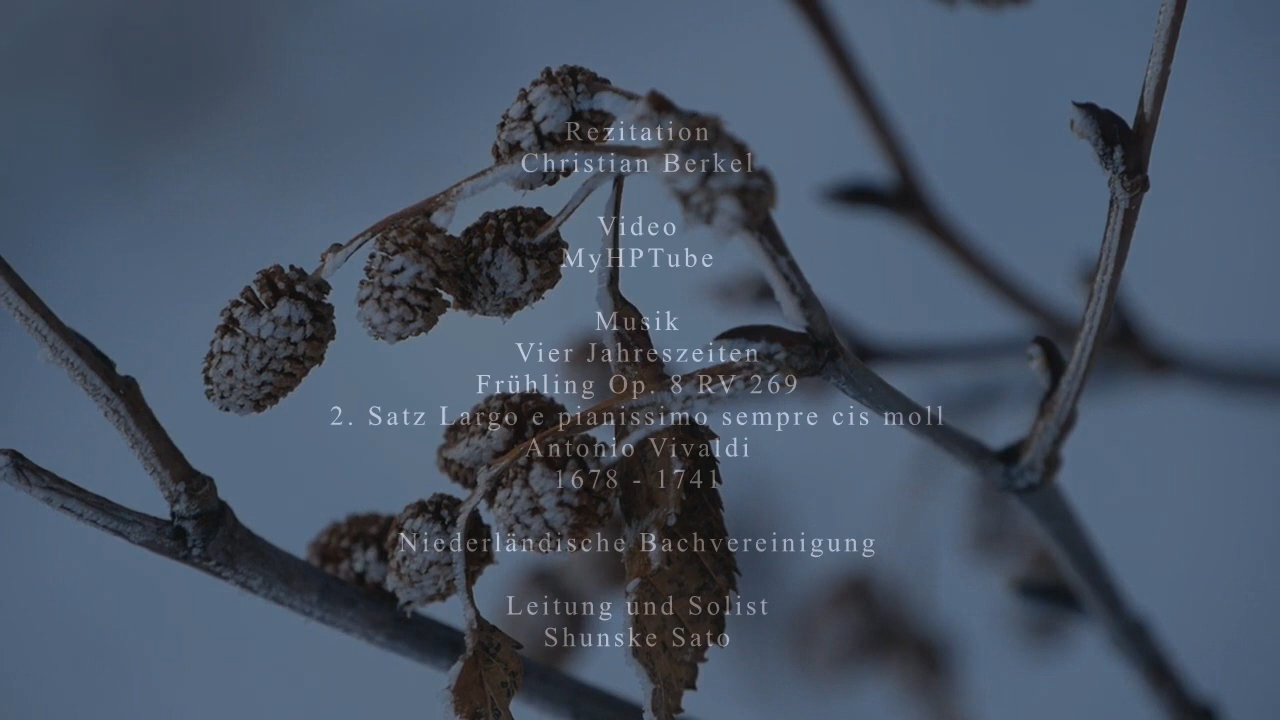 Rezitation
Christian Berkel
Video
MyHPTube
Musik
Vier Jahreszeiten
Frühling Op. 8 RV 269
2. Satz Largo e pianissimo sempre cis moll
Antonio Vivaldi
1678 - 1741
Niederländische Bachvereinigung
Leitung und Solist
Shunske Sato